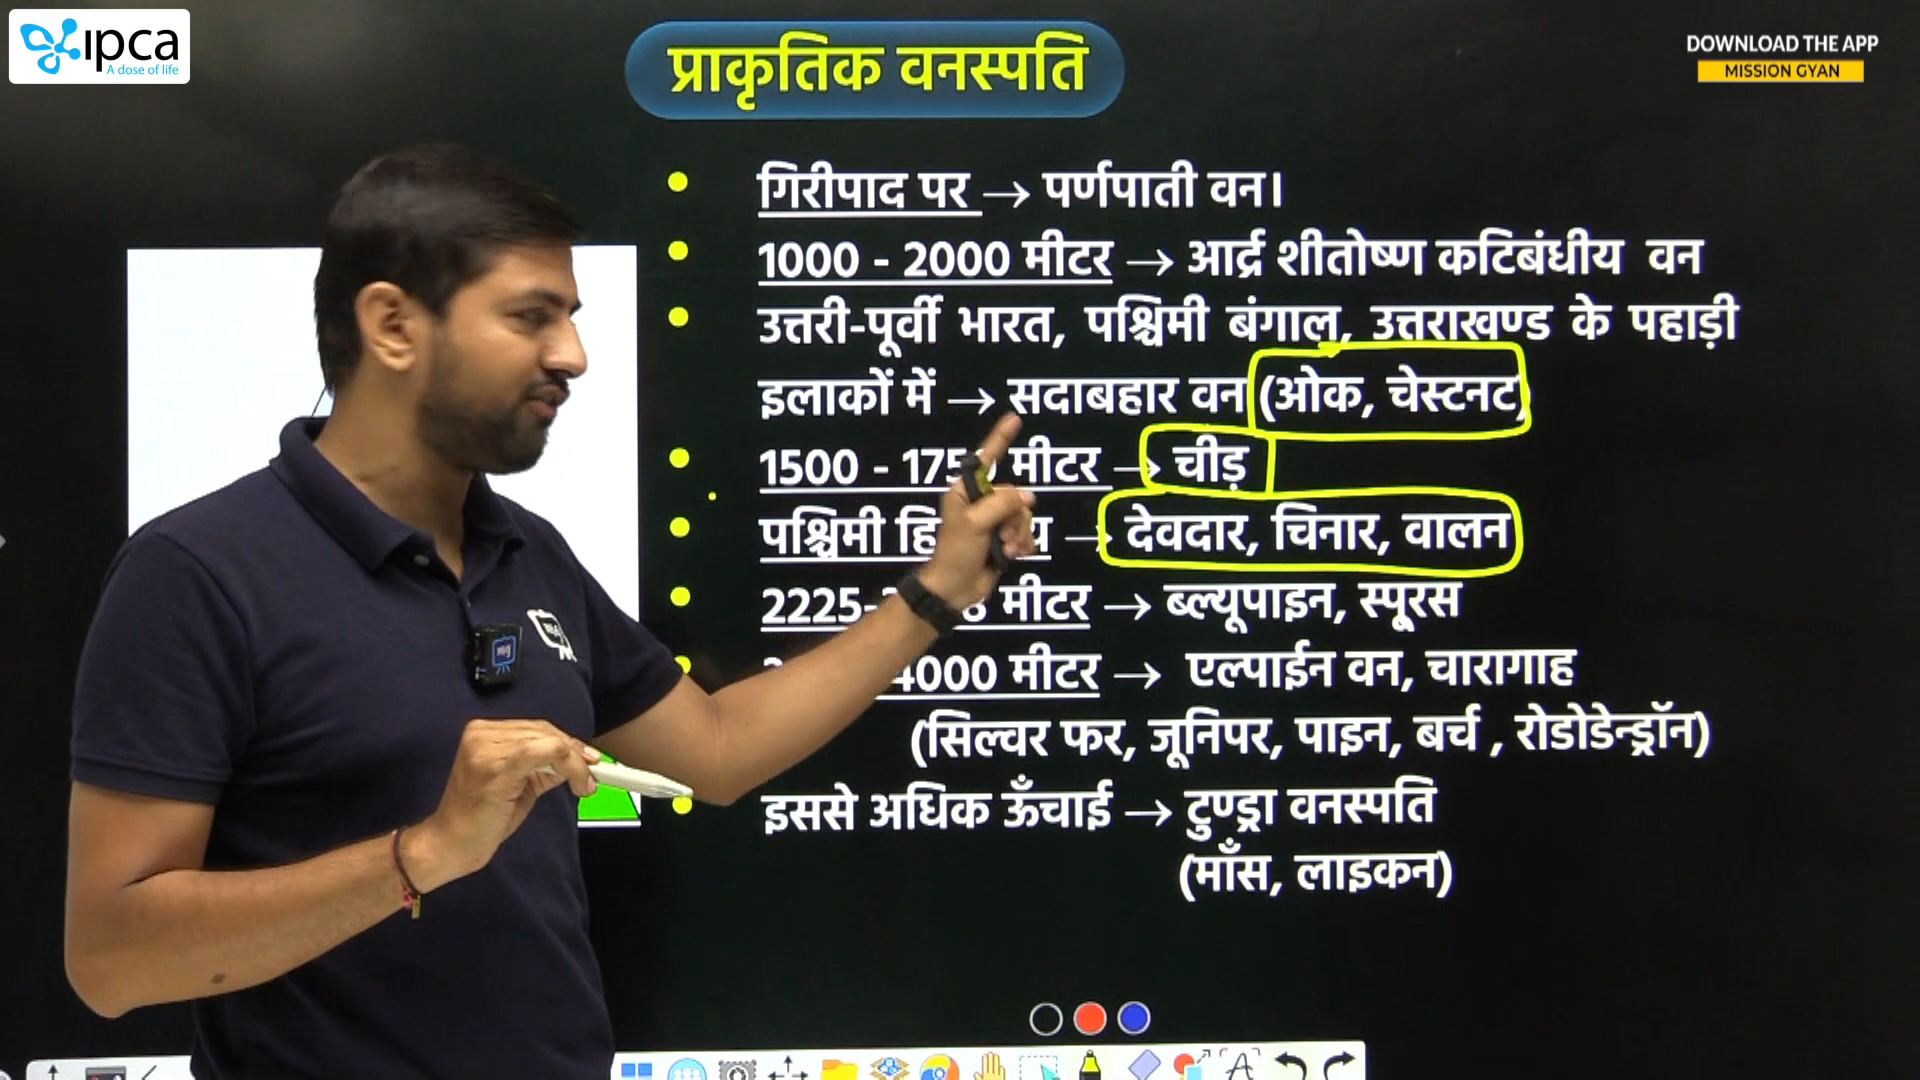 ipca
A dose of life
प्राकृतिक वनस्पति
DOWNLOAD THE APP
MISSION GYAN
गिरीपाद पर → पर्णपाती वन।
1000 - 2000 मीटर → आर्द्र शीतोष्ण कटिबंधीय वन
उत्तरी-पूर्वी भारत, पश्चिमी बंगाल, उत्तराखण्ड के पहाड़ी
इलाकों में → सदाबहार वन (ओक, चेस्टनट)
1500 - मीटर → चीड़
पश्चिमी → देवदार, चिनार, वालन
मीटर → ब्ल्यूपाइन, स्पूरस
4000 मीटर → एल्पाईन वन, चारागाह
(सिल्वर फर, जूनिपर, पाइन, बर्च , रोडोडेन्ड्रॉन)
इससे अधिक ऊँचाई → टुण्ड्रा वनस्पति
(माँस, लाइकन)